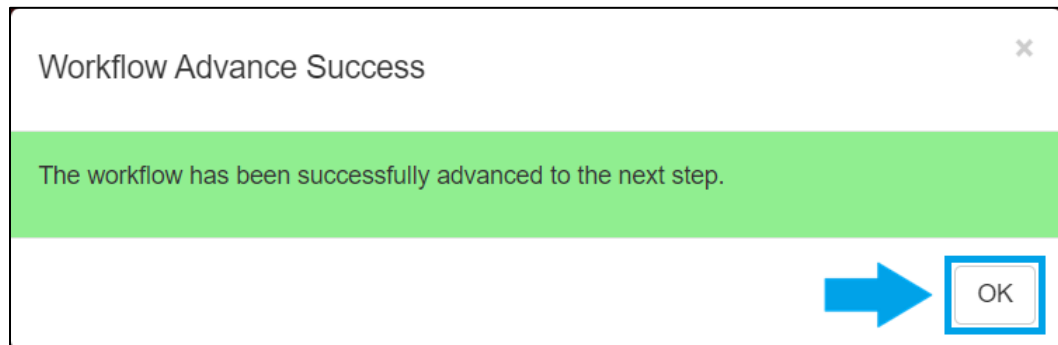 Workflow Advance Success
×
The workflow has been successfully advanced to the next step.
OK